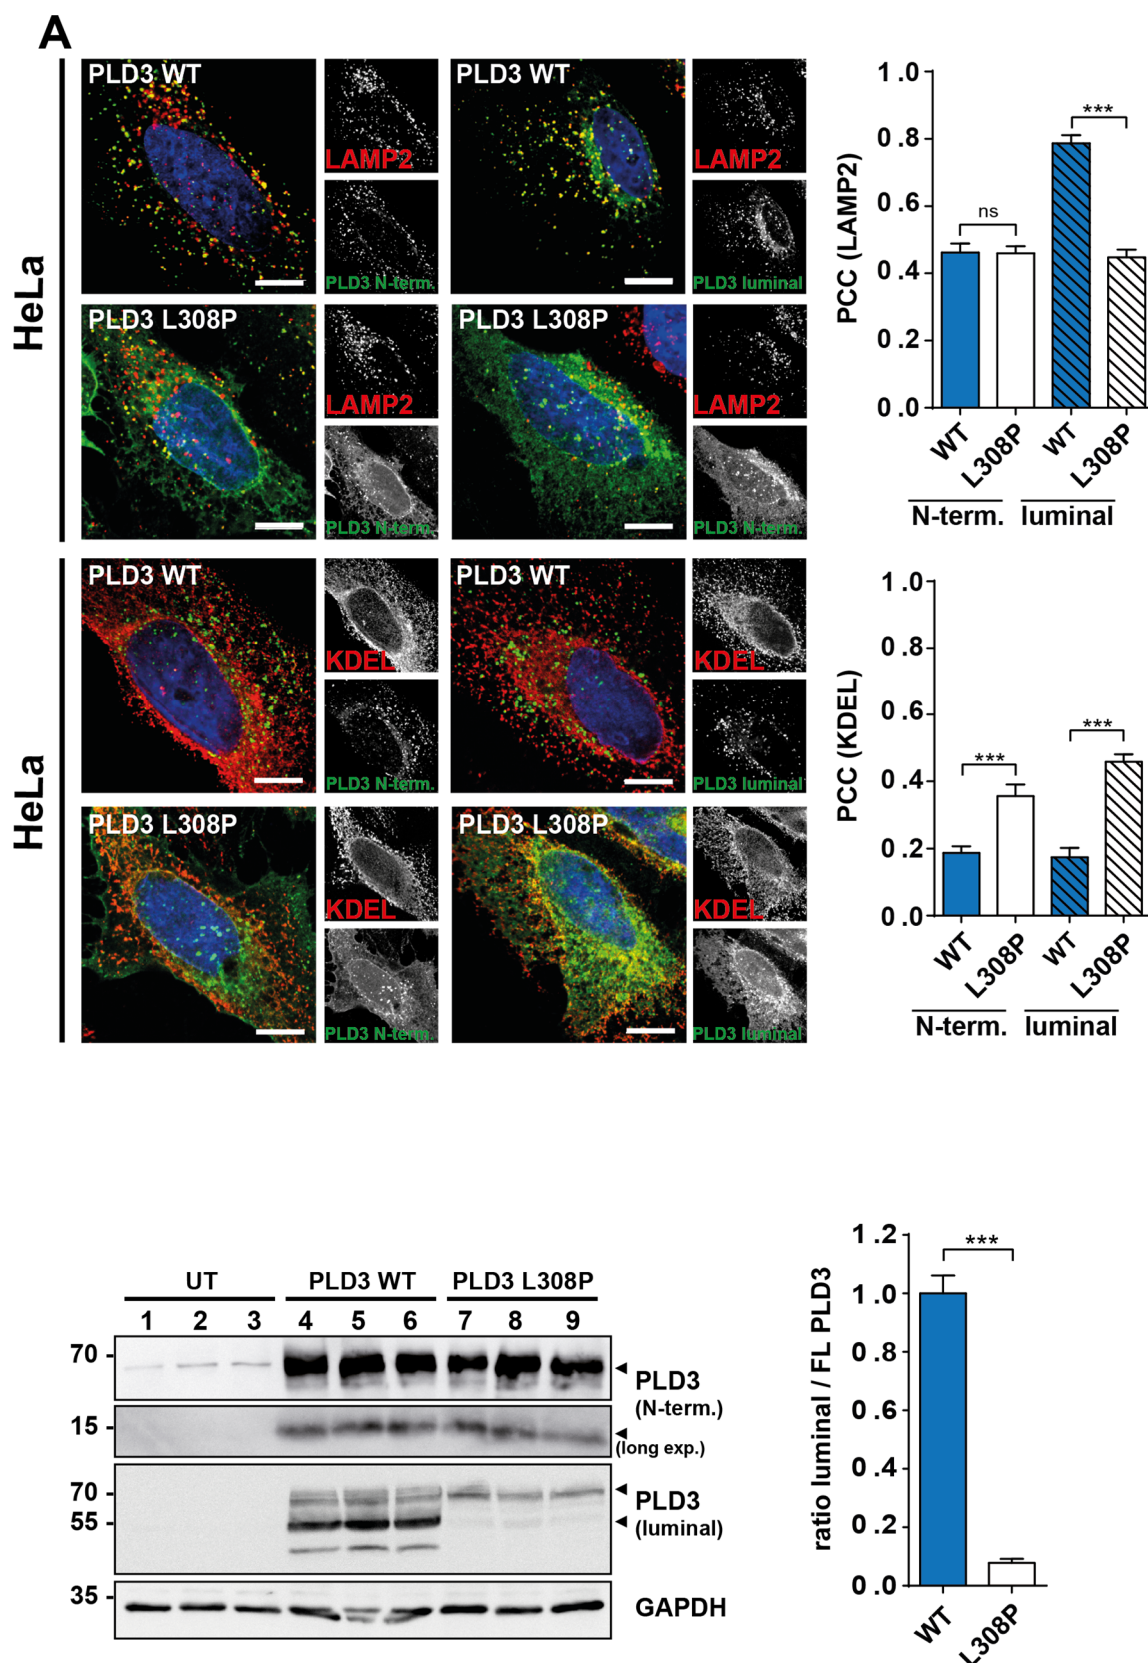 A
HeLa
PLD3 WT
LAMP2
PLD3 N-term.
PLD3 WT
LAMP2
PLD3 luminal
PLD3 L308P
LAMP2
PLD3 N-term.
PLD3 L308P
LAMP2
PLD3 N-term.
PCC (LAMP2)
1.0
0.8
0.6
0.4
0.2
0.0
ns
***
WT
L308P
WT
L308P
N-term.
luminal
HeLa
PLD3 WT
KDEL
PLD3 N-term.
PLD3 WT
KDEL
PLD3 luminal
PLD3 L308P
KDEL
PLD3 N-term.
PLD3 L308P
KDEL
PLD3 luminal
PCC (KDEL)
1.0
0.8
0.6
0.4
0.2
0.0
***
***
WT
L308P
WT
L308P
N-term.
luminal
UT
PLD3 WT
PLD3 L308P
1 2 3 4 5 6 7 8 9
70
PLD3
(N-term.)
15
(long exp.)
70
55
PLD3
(luminal)
35
GAPDH
ratio luminal / FL PLD3
1.2
1.0
0.8
0.6
0.4
0.2
0.0
***
WT
L308P